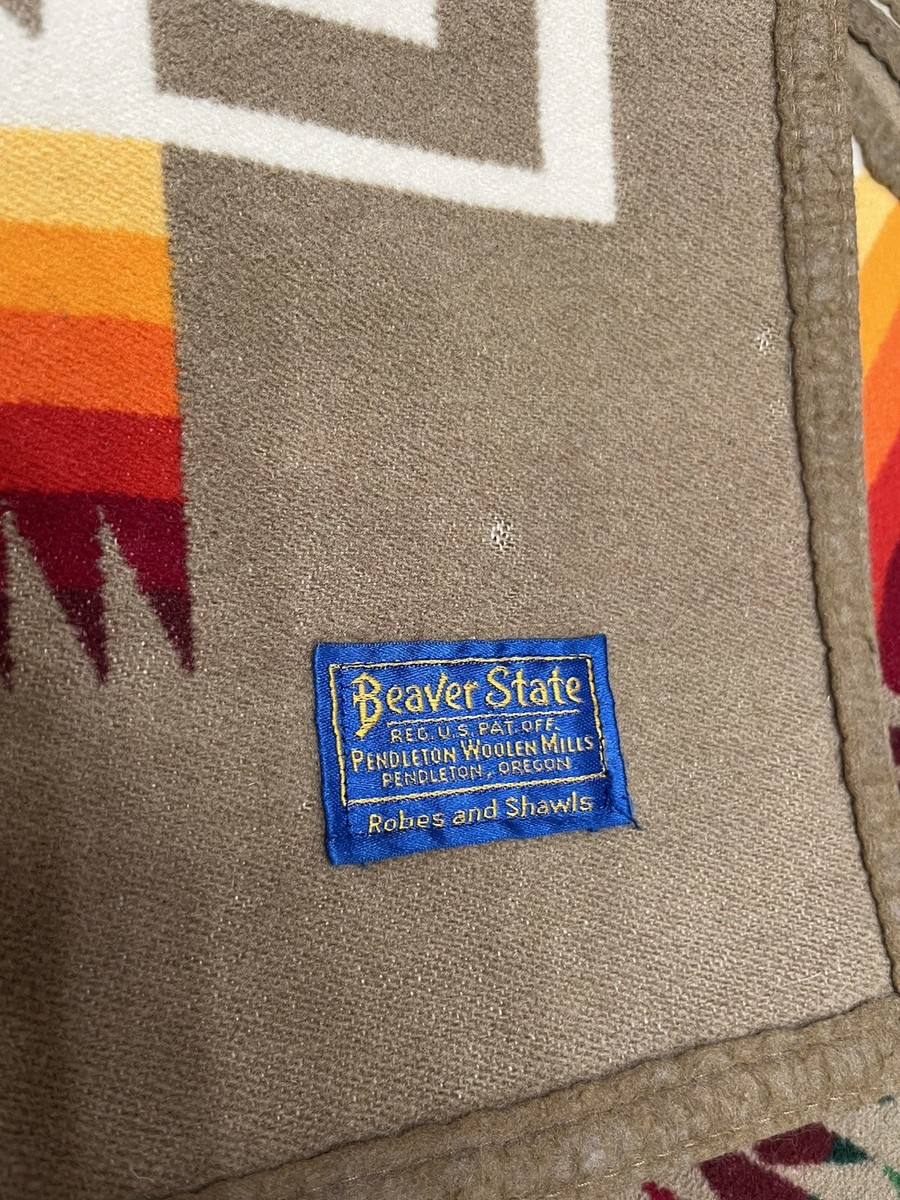 Beaver State
REG. U.S. PAT. OFF.
PENDLETON WOOLEN MILLS
PENDLETON, OREGON
Robes and Shawls